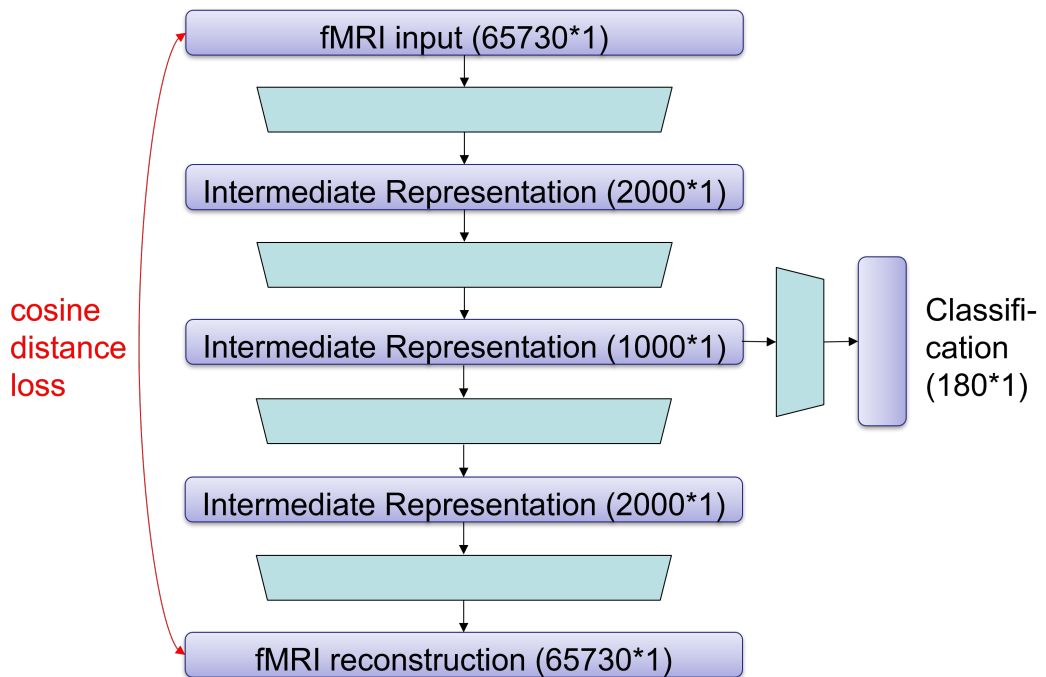 fMRI input (65730*1)
Intermediate Representation (2000*1)
cosine
distance
loss
Intermediate Representation (1000*1)
Classifi-
cation
(180*1)
Intermediate Representation (2000*1)
fMRI reconstruction (65730*1)